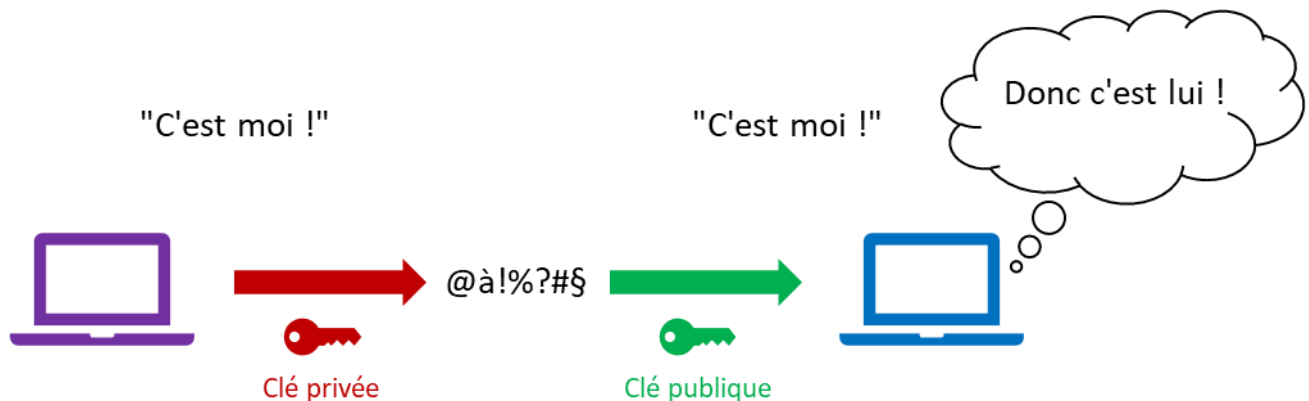 Donc c'est lui !
"C'est moi !"
"C'est moi !"
@à!%?#§
Clé privée
Clé publique